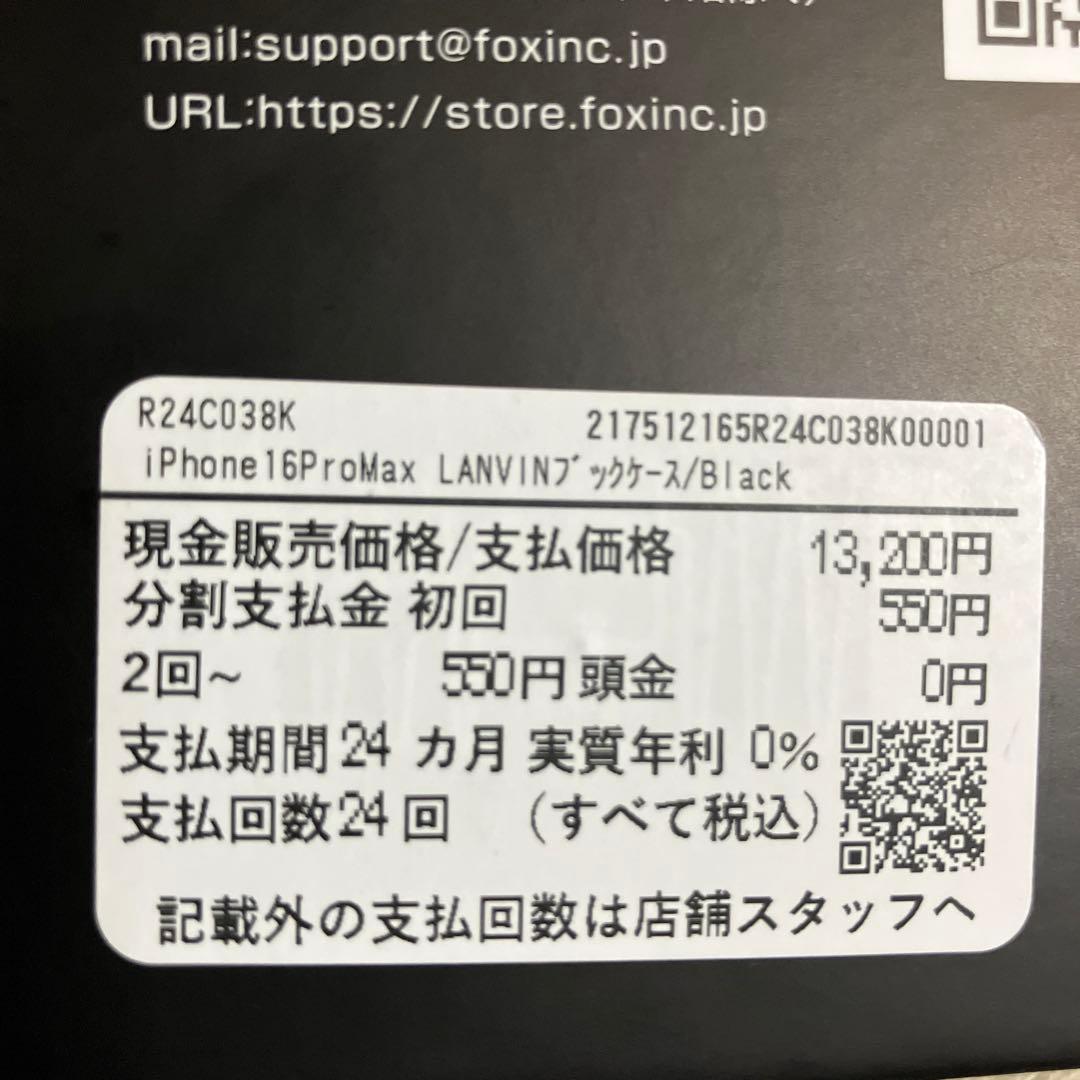 mail:support@foxinc.jp
URL:https://store.foxinc.jp
R24C038K 217512165R24C038K00001
iPhone16ProMax LANVINﾌﾞｯｸｹｰｽ/Black
現金販売価格/支払価格 13,200円
分割支払金 初回 550円
2回~ 550円 頭金 0円
支払期間24 カ月 実質年利 0%
支払回数24 回 (すべて税込)
記載外の支払回数は店舗スタッフへ